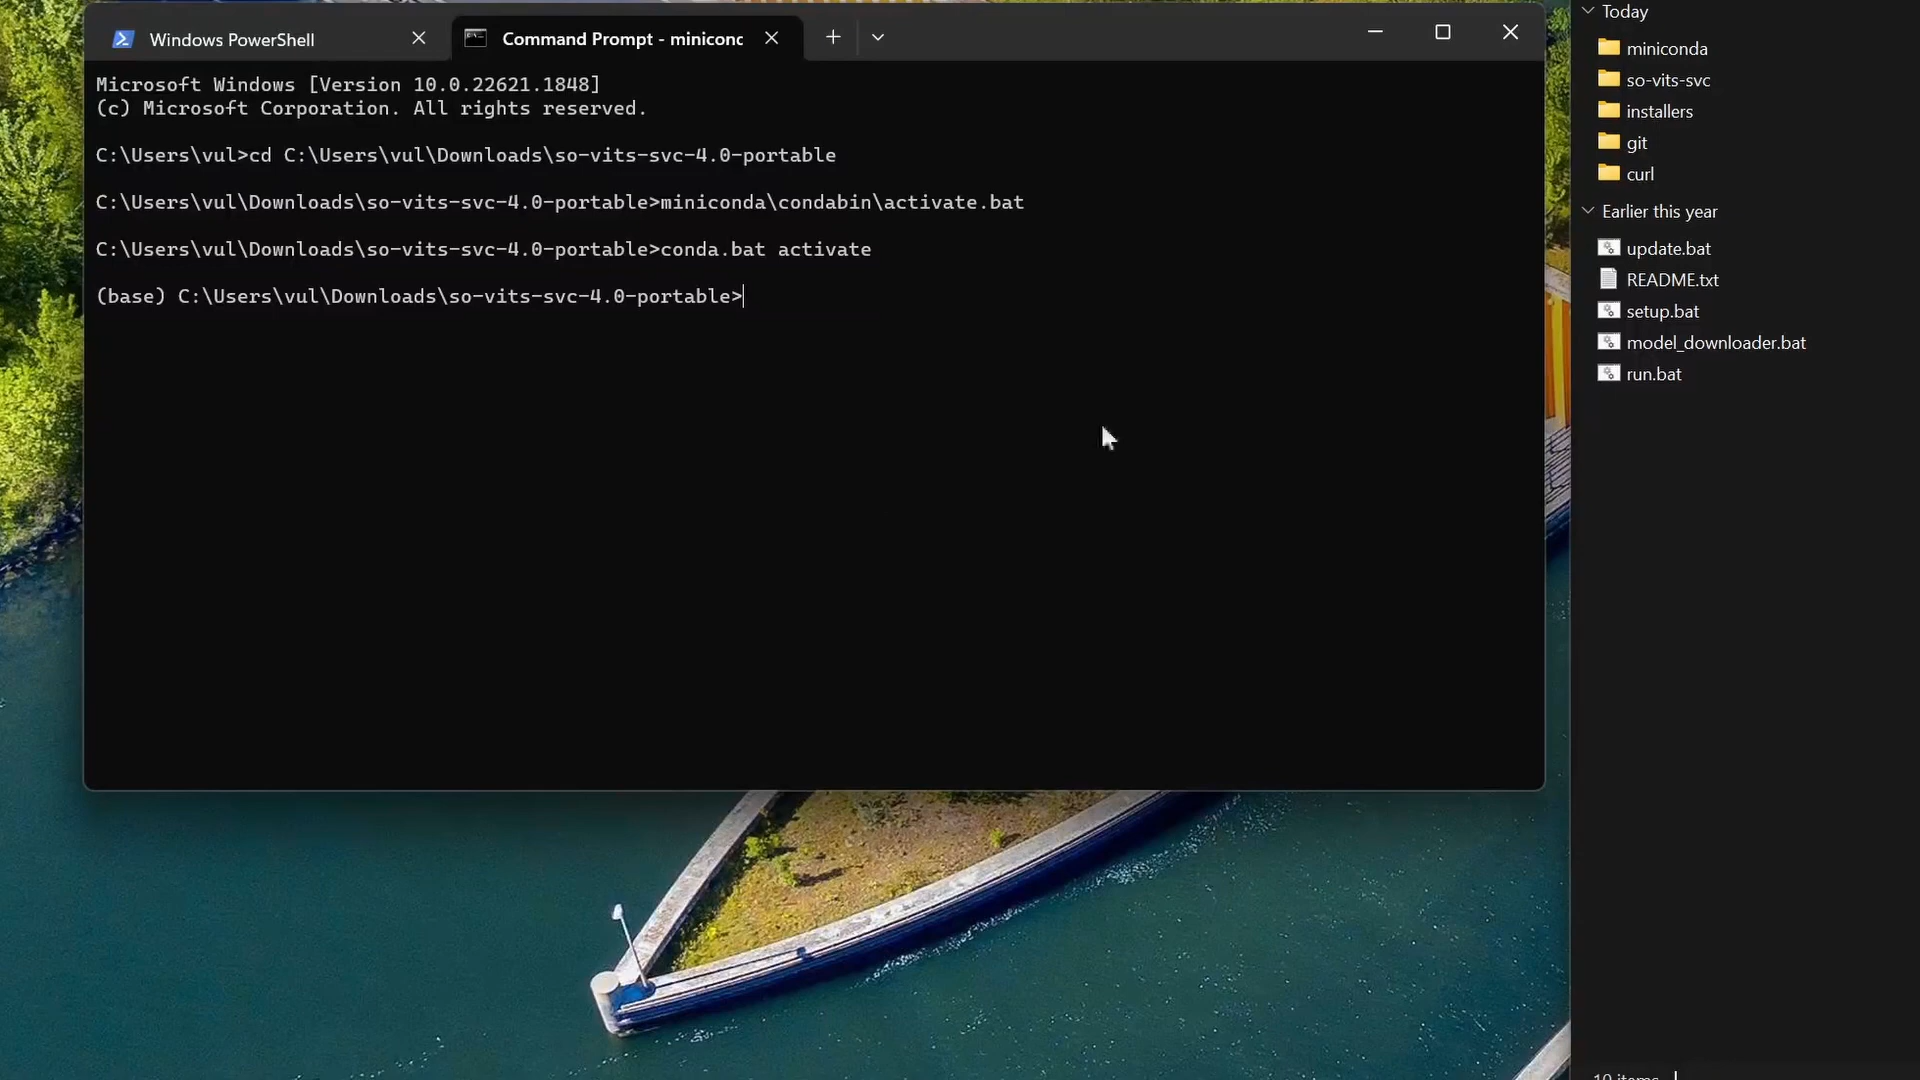 Windows PowerShell
Command Prompt - minicond
Microsoft Windows [Version 10.0.22621.1848]
(c) Microsoft Corporation. All rights reserved.
C:\Users\vul>cd C:\Users\vul\Downloads\so-vits-svc-4.0-portable
C:\Users\vul\Downloads\so-vits-svc-4.0-portable>miniconda\condabin\activate.bat
C:\Users\vul\Downloads\so-vits-svc-4.0-portable>conda.bat activate
(base) C:\Users\vul\Downloads\so-vits-svc-4.0-portable>
Today
miniconda
so-vits-svc
installers
git
curl
Earlier this year
update.bat
README.txt
setup.bat
model_downloader.bat
run.bat
10 items